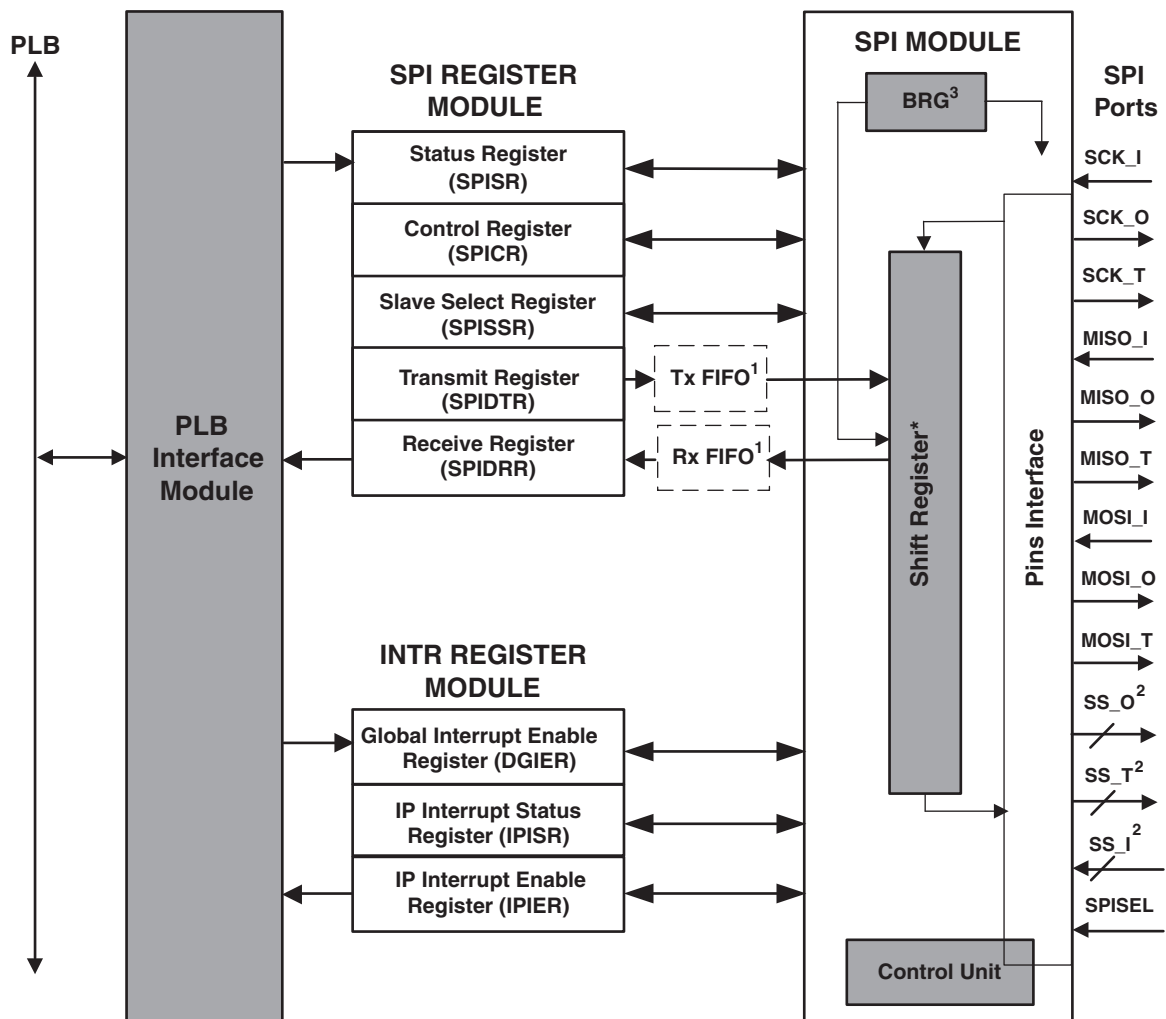 PLB
PLB
Interface
Module
SPI REGISTER
MODULE
Status Register
(SPISR)
Control Register
(SPICR)
Slave Select Register
(SPISSR)
Transmit Register
(SPIDTR)
Receive Register
(SPIDRR)
Tx FIFO¹
Rx FIFO¹
INTR REGISTER
MODULE
Global Interrupt Enable
Register (DGIER)
IP Interrupt Status
Register (IPISR)
IP Interrupt Enable
Register (IPIER)
SPI MODULE
BRG³
Shift Register*
Pins Interface
Control Unit
SPI
Ports
SCK_I
SCK_O
SCK_T
MISO_I
MISO_O
MISO_T
MOSI_I
MOSI_O
MOSI_T
SS_O²
SS_T²
SS_I²
SPISEL